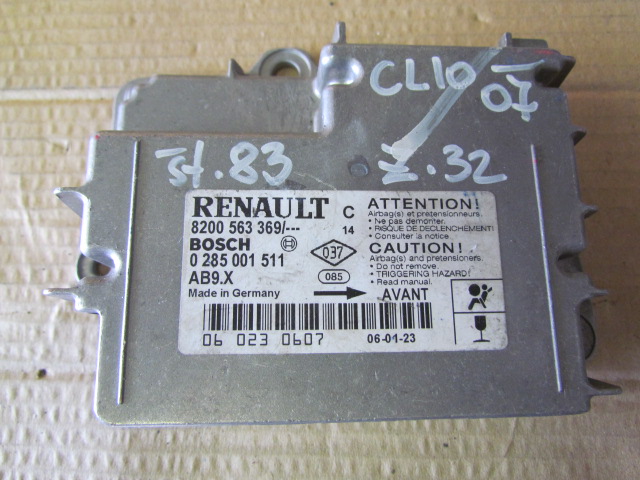 CL10
07
st.83
z.32
RENAULT C
8200 563 369/--- 14
BOSCH
0 285 001 511
037
AB9.X
085
Made in Germany
AVANT
ATTENTION!
Airbag(s) et pretensionneurs.
• Ne pas demonter.
• RISQUE DE DECLENCHEMENT!
• Consulter la notice.
CAUTION!
Airbag(s) and pretensioners.
• Do not remove.
• TRIGGERING HAZARD!
• Read manual.
06 023 0607
06-01-23